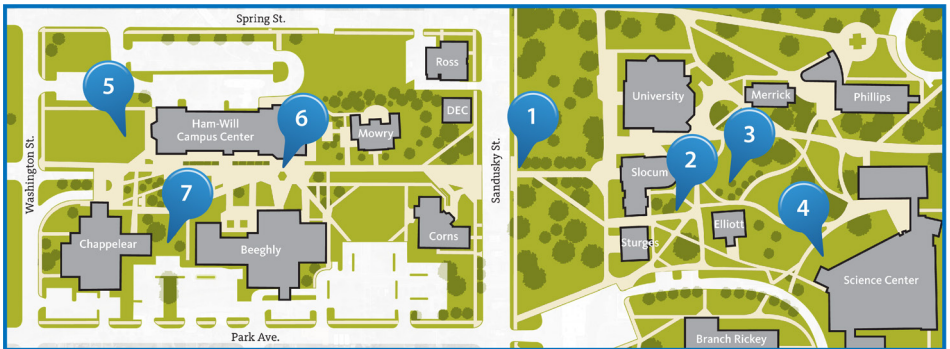 Spring St.
Ross
5
University
Merrick
Phillips
DEC
6
1
Ham-Will
Campus Center
Mowry
3
2
Slocum
Washington St.
Sandusky St.
7
4
Elliott
Chappelear
Beeghly
Corns
Sturges
Science Center
Park Ave.
Branch Rickey